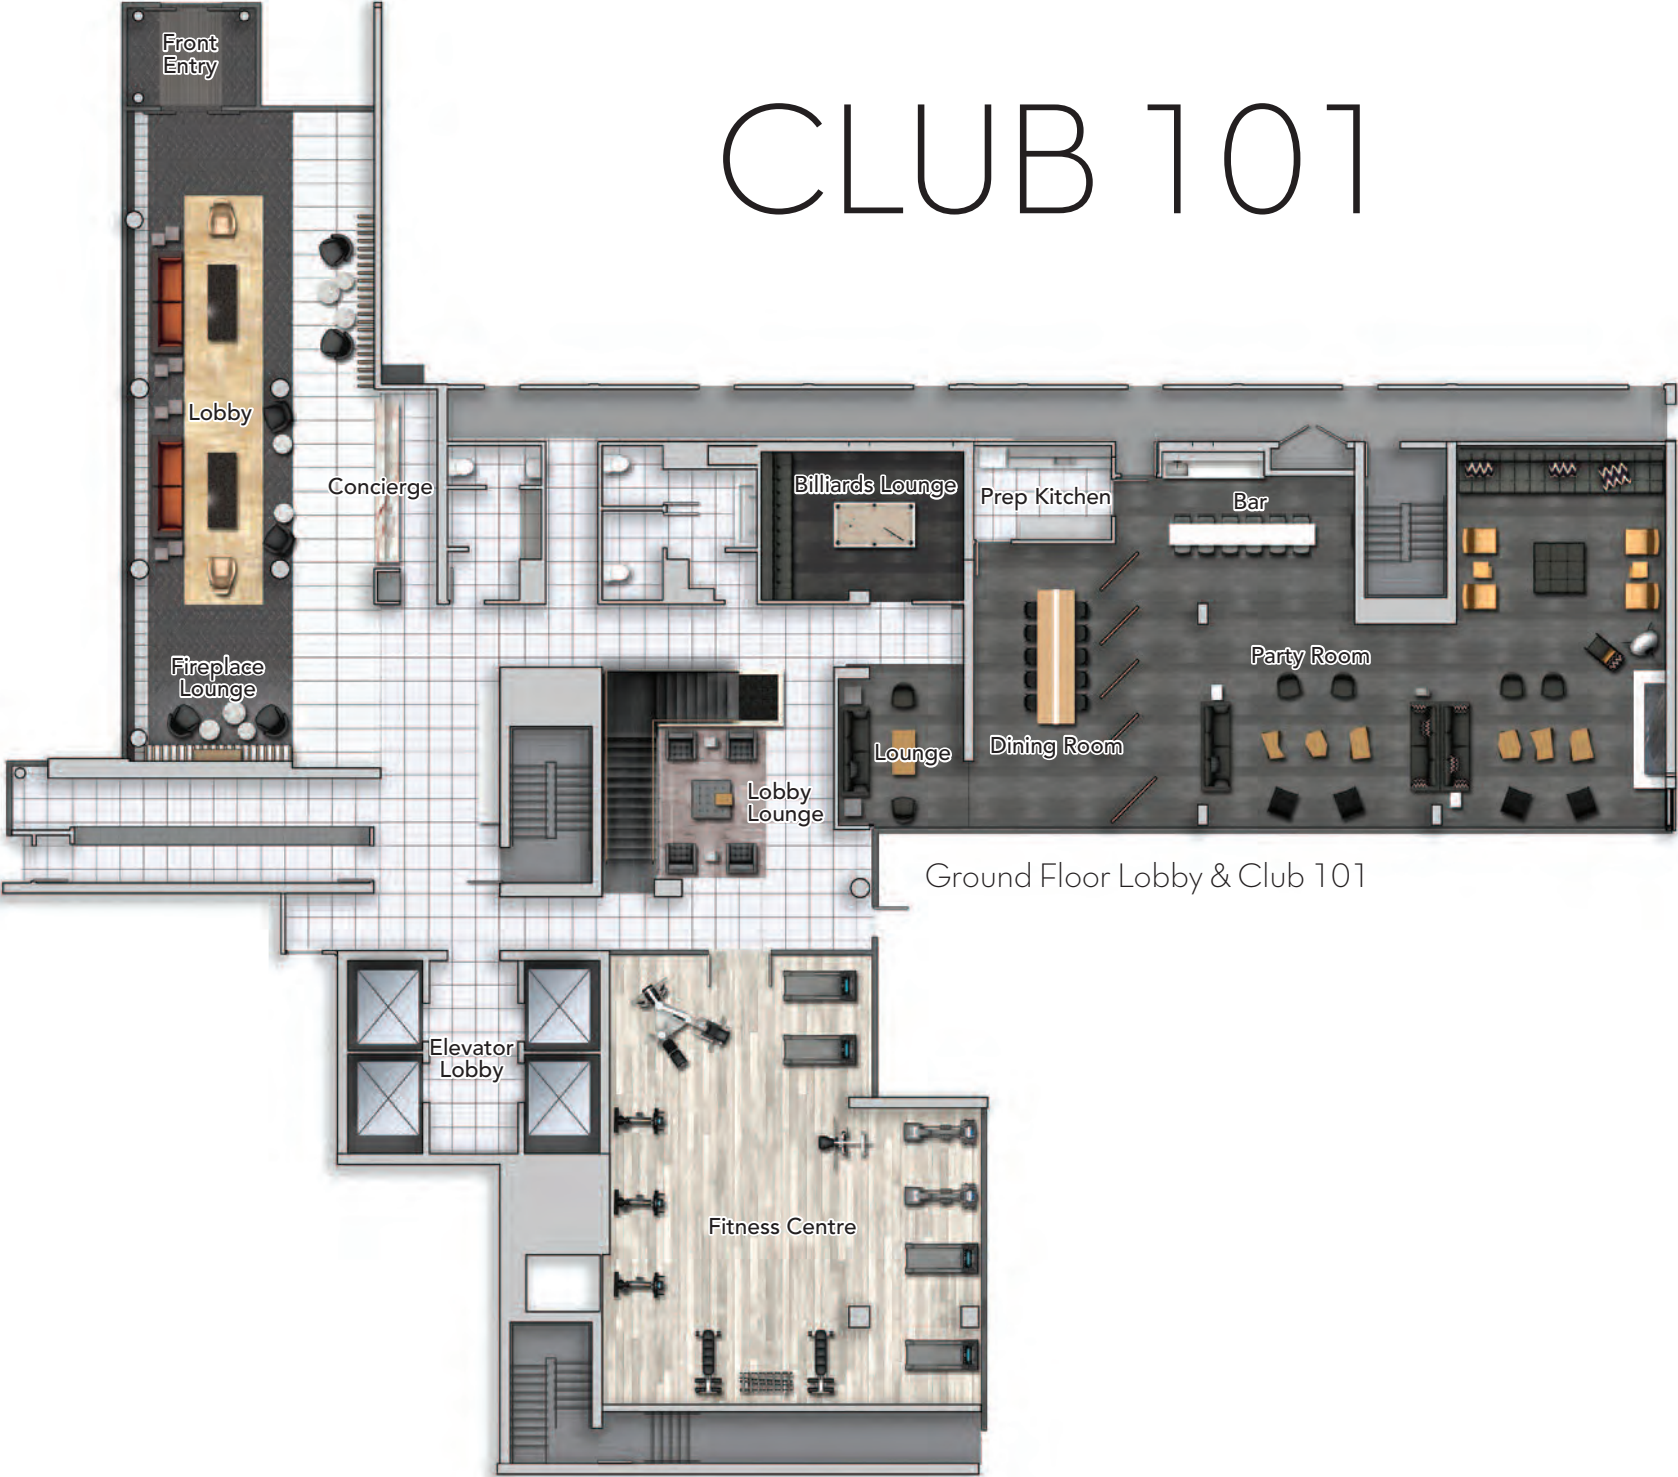 Front
Entry
CLUB 101
Lobby
Concierge
Billiards Lounge
Prep Kitchen
Bar
Fireplace
Lounge
Party Room
Dining Room
Lounge
Lobby
Lounge
Ground Floor Lobby & Club 101
Elevator
Lobby
Fitness Centre